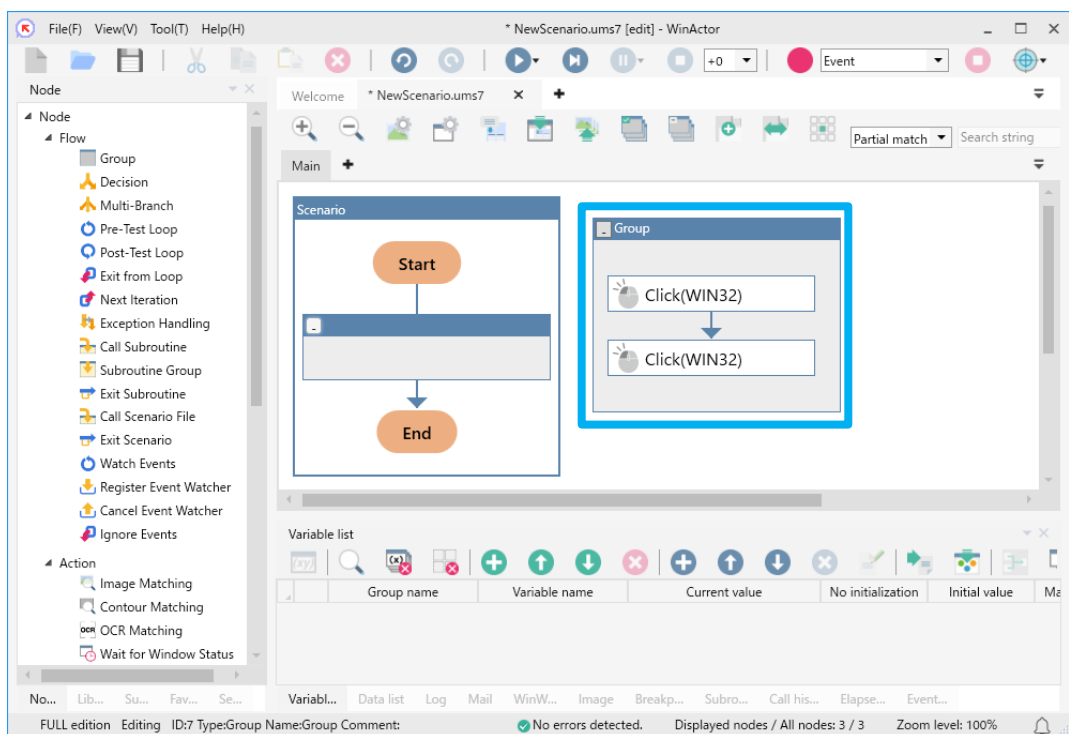 File(F) View(V) Tool(T) Help(H) * NewScenario.ums7 [edit] - WinActor
+0 Event
Node
Welcome * NewScenario.ums7
Node
Flow
Group
Decision
Multi-Branch
Pre-Test Loop
Post-Test Loop
Exit from Loop
Next Iteration
Exception Handling
Call Subroutine
Subroutine Group
Exit Subroutine
Call Scenario File
Exit Scenario
Watch Events
Register Event Watcher
Cancel Event Watcher
Ignore Events
Action
Image Matching
Contour Matching
OCR OCR Matching
Wait for Window Status
No... Lib... Su... Fav... Se...
Partial match Search string
Main
Scenario
Start
End
Group
Click(WIN32)
Click(WIN32)
Variable list
(xy) (x)
Group name Variable name Current value No initialization Initial value Ma
Variabl... Data list Log Mail WinW... Image Breakp... Subro... Call his... Elapse... Event...
FULL edition Editing ID:7 Type:Group Name:Group Comment: No errors detected. Displayed nodes / All nodes: 3 / 3 Zoom level: 100%